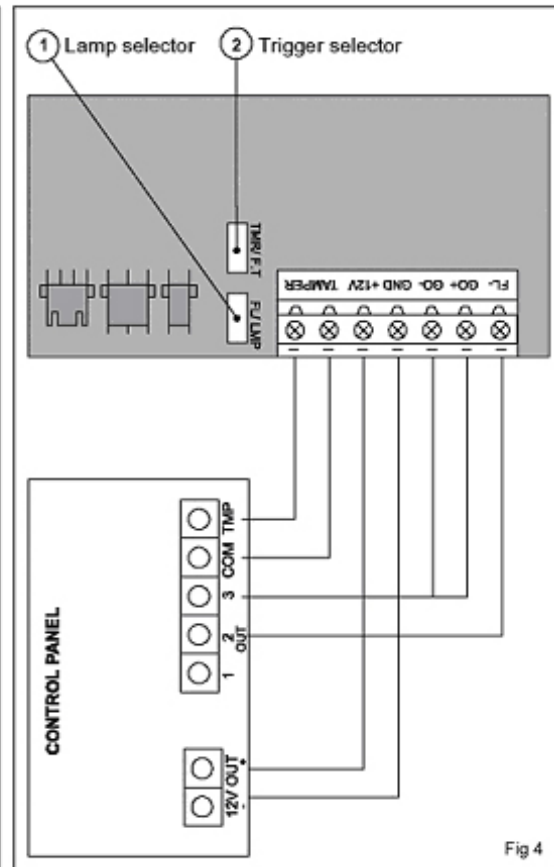 1 Lamp selector
2 Trigger selector
TMR/ F.T
FL/ LMP
TAMPER +12V GND GO- GO+ FL-
CONTROL PANEL
TMP
COM
3
2
OUT
1
12V OUT
+
-
Fig 4